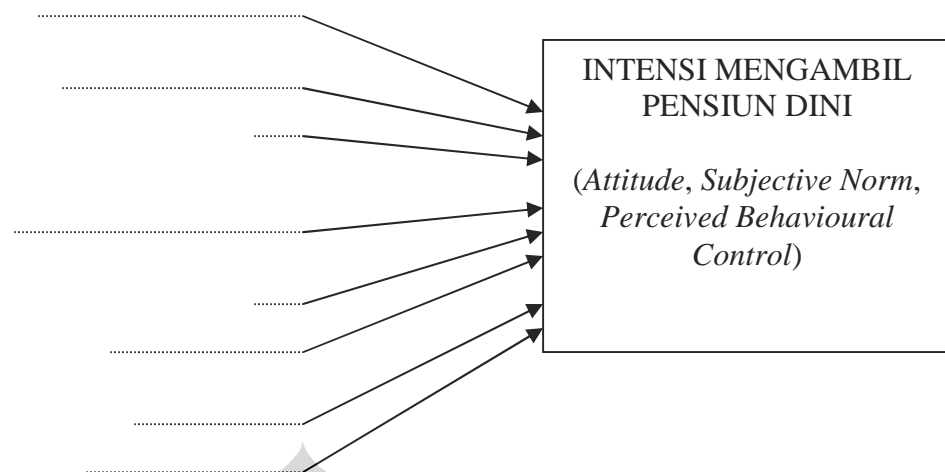 INTENSI MENGAMBIL
PENSIUN DINI
(Attitude, Subjective Norm,
Perceived Behavioural
Control)